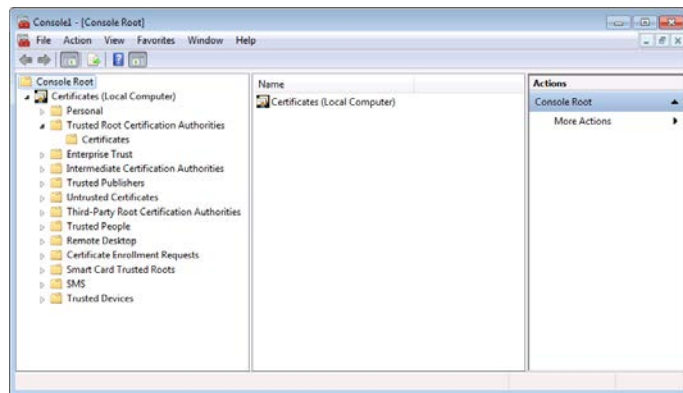 Console1 - [Console Root]
File Action View Favorites Window Help
Console Root
Certificates (Local Computer)
Personal
Trusted Root Certification Authorities
Certificates
Enterprise Trust
Intermediate Certification Authorities
Trusted Publishers
Untrusted Certificates
Third-Party Root Certification Authorities
Trusted People
Remote Desktop
Certificate Enrollment Requests
Smart Card Trusted Roots
SMS
Trusted Devices
Name
Certificates (Local Computer)
Actions
Console Root
More Actions